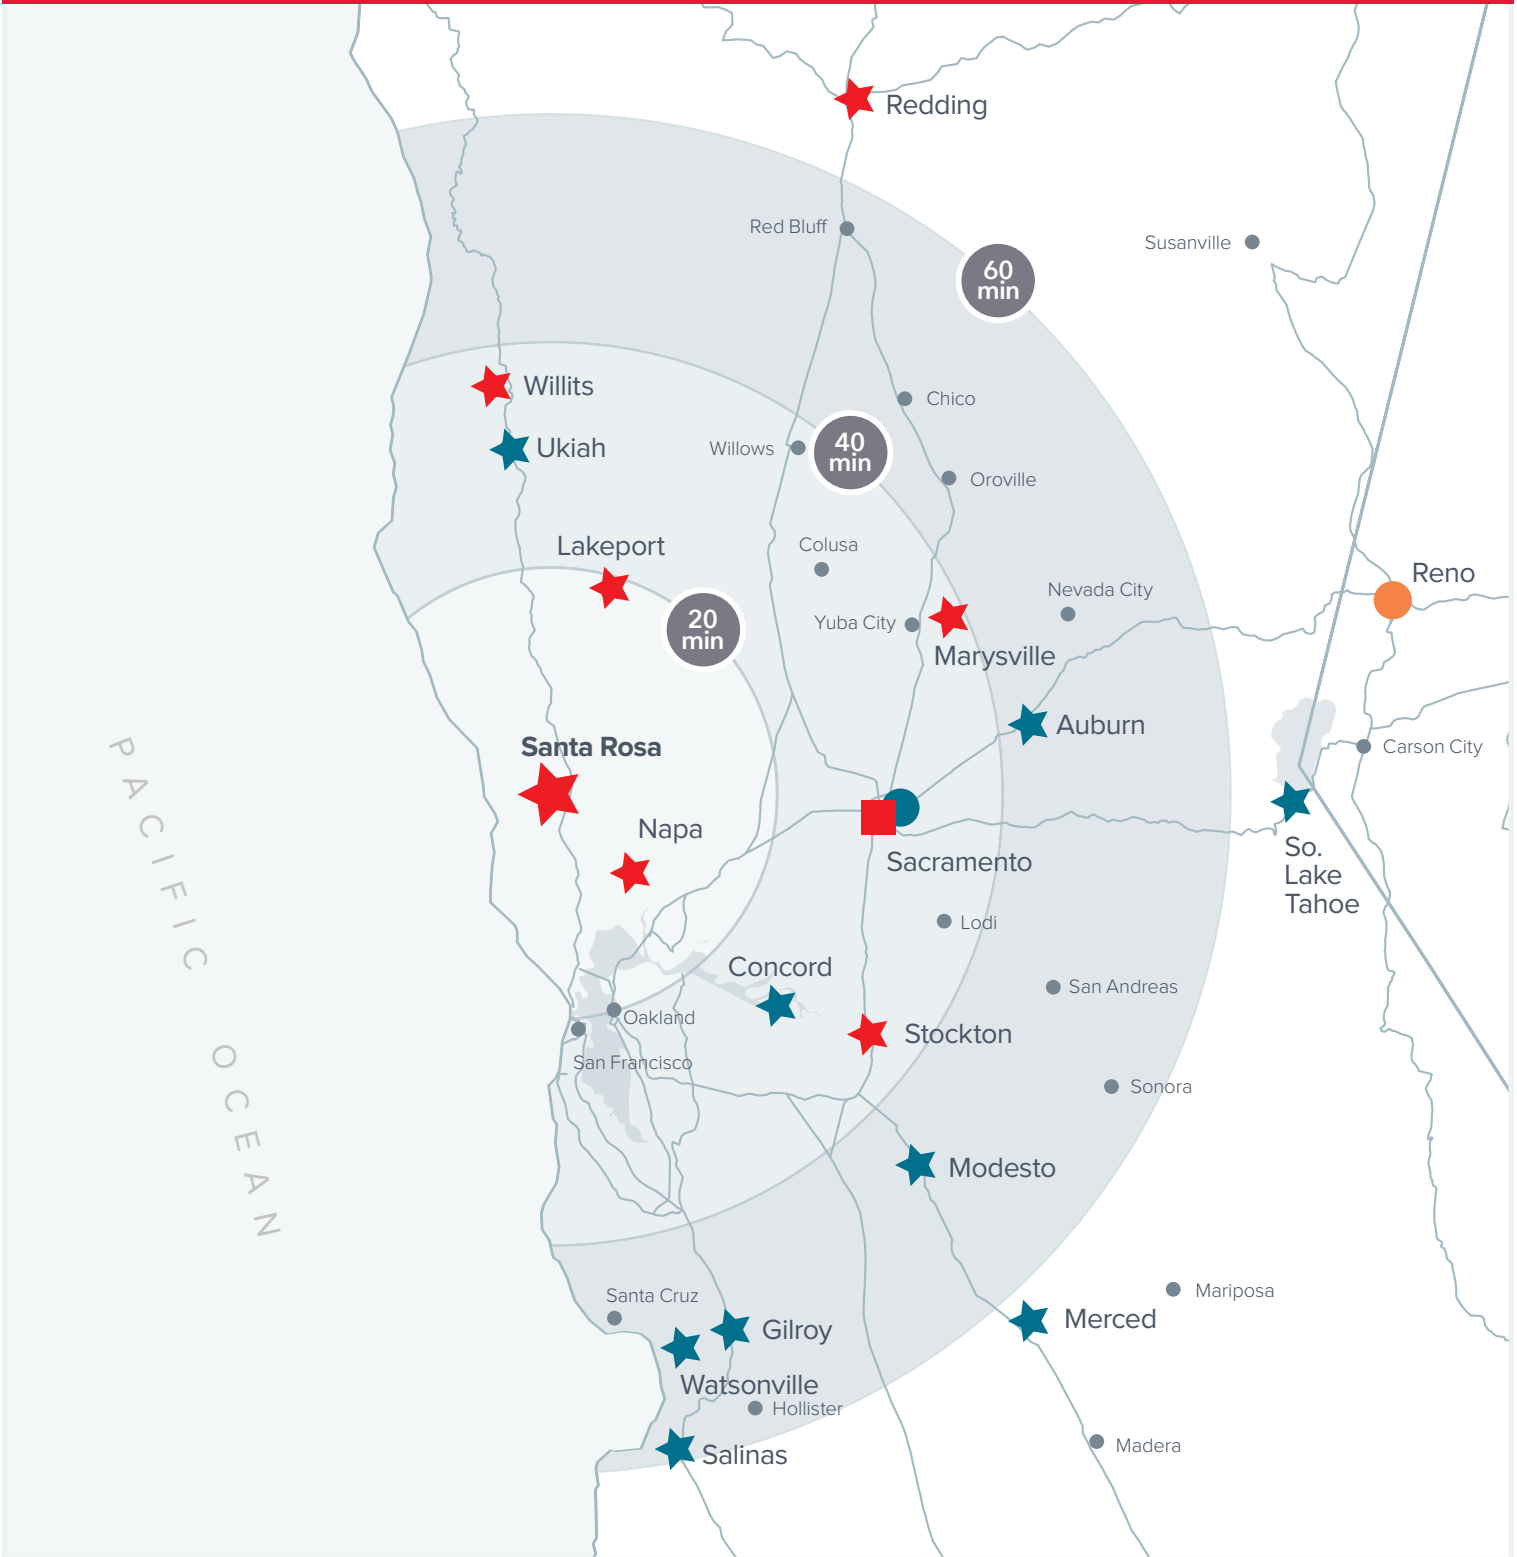 Redding
Red Bluff
Susanville
60
min
Willits
Chico
Ukiah
Willows
40
min
Oroville
Lakeport
Colusa
Reno
Nevada City
20
min
Yuba City
Marysville
Auburn
Santa Rosa
Carson City
PACIFIC OCEAN
Napa
Sacramento
So.
Lake
Tahoe
Lodi
Concord
San Andreas
Oakland
Stockton
San Francisco
Sonora
Modesto
Mariposa
Santa Cruz
Merced
Gilroy
Watsonville
Hollister
Madera
Salinas